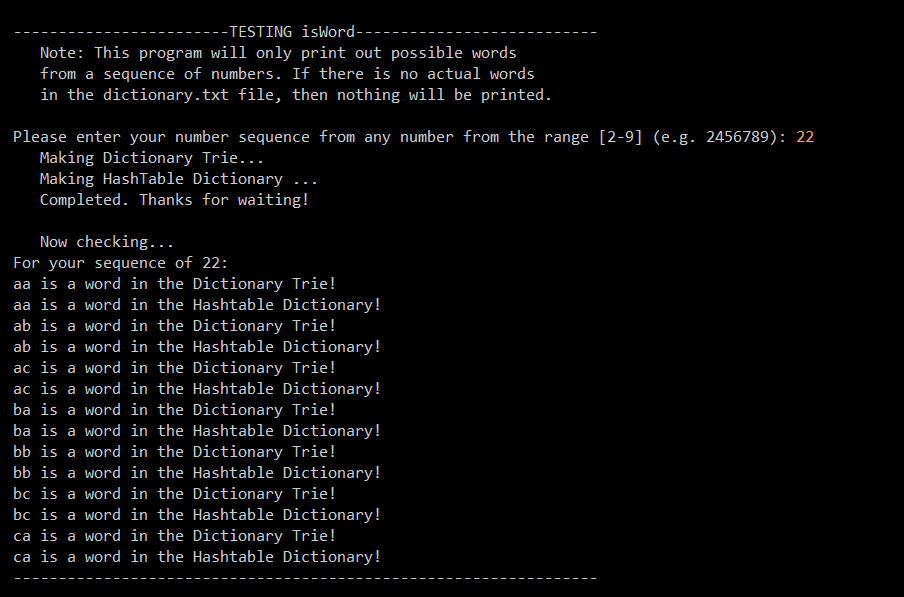 ------------------------TESTING isWord---------------------------
Note: This program will only print out possible words
from a sequence of numbers. If there is no actual words
in the dictionary.txt file, then nothing will be printed.
Please enter your number sequence from any number from the range [2-9] (e.g. 2456789): 22
Making Dictionary Trie...
Making HashTable Dictionary ...
Completed. Thanks for waiting!
Now checking...
For your sequence of 22:
aa is a word in the Dictionary Trie!
aa is a word in the Hashtable Dictionary!
ab is a word in the Dictionary Trie!
ab is a word in the Hashtable Dictionary!
ac is a word in the Dictionary Trie!
ac is a word in the Hashtable Dictionary!
ba is a word in the Dictionary Trie!
ba is a word in the Hashtable Dictionary!
bb is a word in the Dictionary Trie!
bb is a word in the Hashtable Dictionary!
bc is a word in the Dictionary Trie!
bc is a word in the Hashtable Dictionary!
ca is a word in the Dictionary Trie!
ca is a word in the Hashtable Dictionary!
-----------------------------------------------------------------